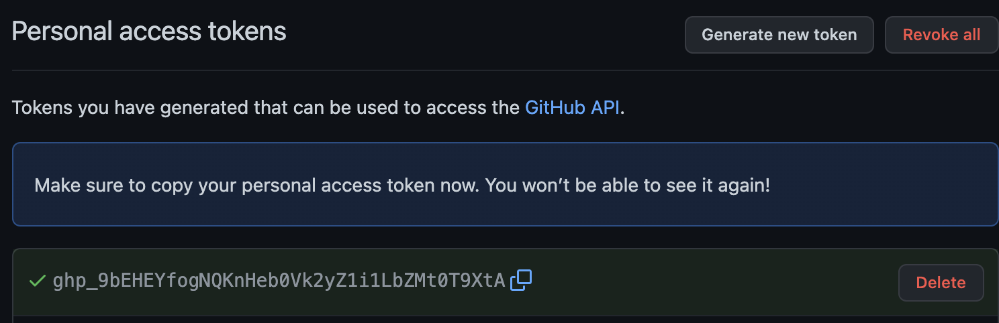 Personal access tokens
Generate new token
Revoke all
Tokens you have generated that can be used to access the GitHub API.
Make sure to copy your personal access token now. You won’t be able to see it again!
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
Delete